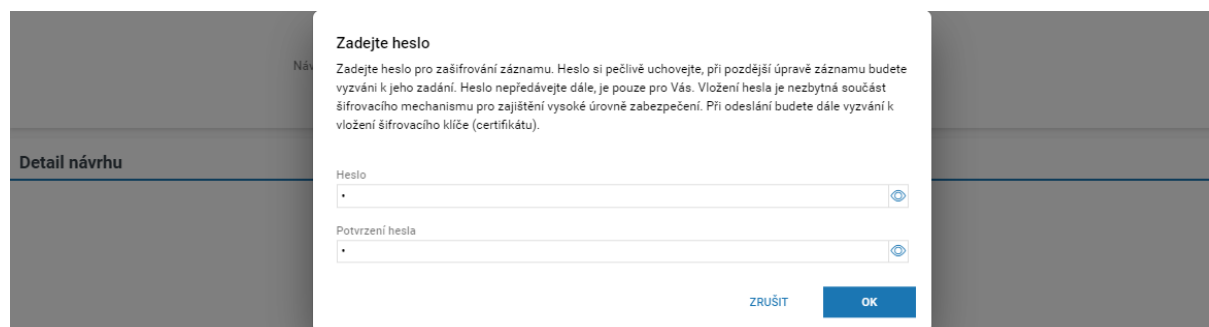 Zadejte heslo
Náv
Zadejte heslo pro zašifrování záznamu. Heslo si pečlivě uchovejte, při pozdější úpravě záznamu budete
vyzváni k jeho zadání. Heslo nepředávejte dále, je pouze pro Vás. Vložení hesla je nezbytná součást
šifrovacího mechanismu pro zajištění vysoké úrovně zabezpečení. Při odeslání budete dále vyzvání k
vložení šifrovacího klíče (certifikátu).
Detail návrhu
Heslo
•
Potvrzení hesla
•
ZRUŠIT OK